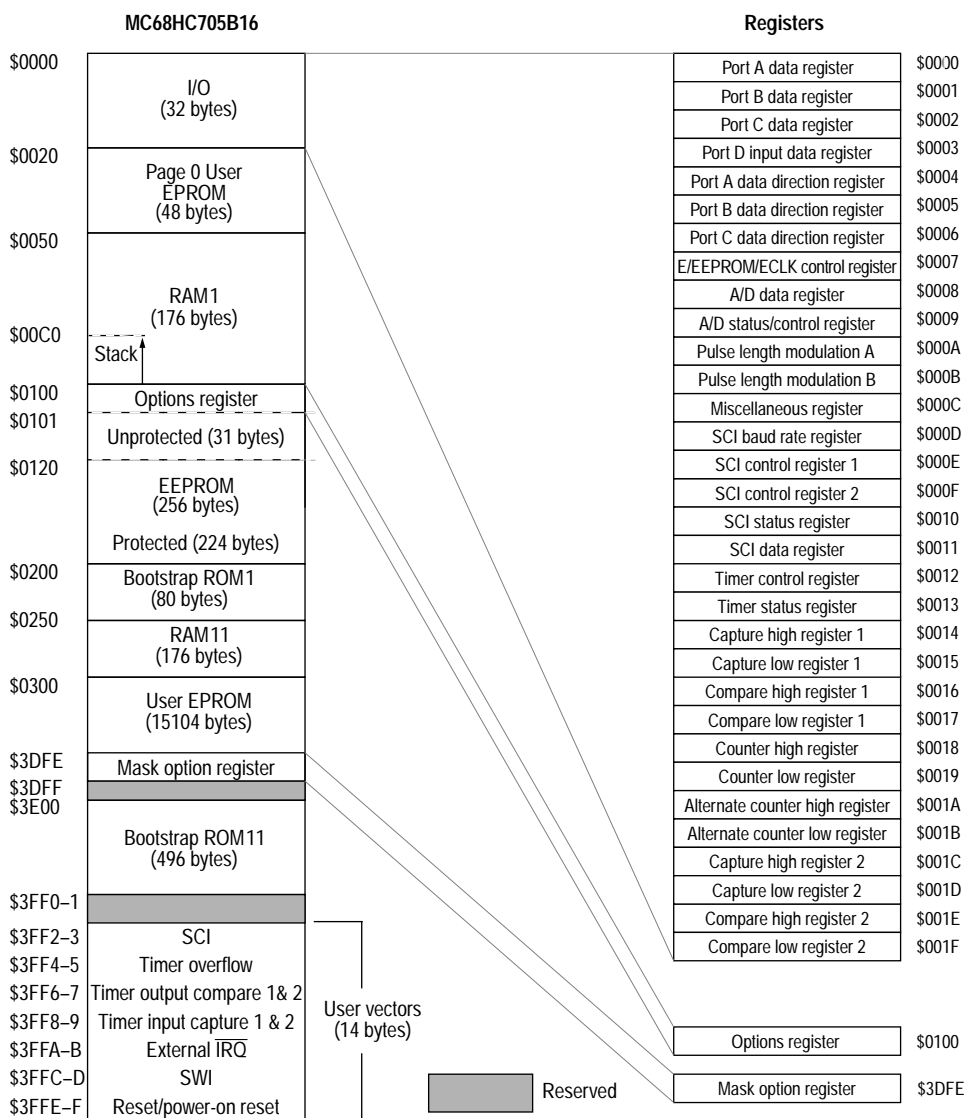 MC68HC705B16
Registers
$0000
I/O
(32 bytes)
$0020
Page 0 User
EPROM
(48 bytes)
$0050
RAM1
(176 bytes)
$00C0
Stack
$0100
Options register
$0101
Unprotected (31 bytes)
$0120
EEPROM
(256 bytes)
Protected (224 bytes)
$0200
Bootstrap ROM1
(80 bytes)
$0250
RAM11
(176 bytes)
$0300
User EPROM
(15104 bytes)
$3DFE
Mask option register
$3DFF
$3E00
Bootstrap ROM11
(496 bytes)
$3FF0–1
$3FF2–3 SCI
$3FF4–5 Timer overflow
$3FF6–7 Timer output compare 1& 2
$3FF8–9 Timer input capture 1 & 2
$3FFA–B External IRQ
$3FFC–D SWI
$3FFE–F Reset/power-on reset
User vectors
(14 bytes)
Reserved
Port A data register $0000
Port B data register $0001
Port C data register $0002
Port D input data register $0003
Port A data direction register $0004
Port B data direction register $0005
Port C data direction register $0006
E/EEPROM/ECLK control register $0007
A/D data register $0008
A/D status/control register $0009
Pulse length modulation A $000A
Pulse length modulation B $000B
Miscellaneous register $000C
SCI baud rate register $000D
SCI control register 1 $000E
SCI control register 2 $000F
SCI status register $0010
SCI data register $0011
Timer control register $0012
Timer status register $0013
Capture high register 1 $0014
Capture low register 1 $0015
Compare high register 1 $0016
Compare low register 1 $0017
Counter high register $0018
Counter low register $0019
Alternate counter high register $001A
Alternate counter low register $001B
Capture high register 2 $001C
Capture low register 2 $001D
Compare high register 2 $001E
Compare low register 2 $001F
Options register $0100
Mask option register $3DFE